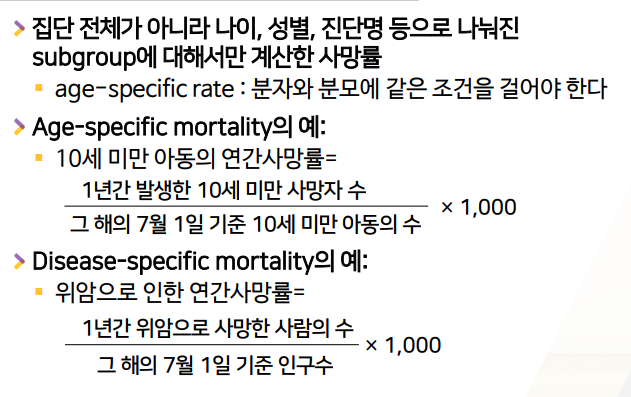 집단 전체가 아니라 나이, 성별, 진단명 등으로 나눠진
subgroup에 대해서만 계산한 사망률
age-specific rate : 분자와 분모에 같은 조건을 걸어야 한다
Age-specific mortality의 예:
10세 미만 아동의 연간사망률=
1년간 발생한 10세 미만 사망자 수
그 해의 7월 1일 기준 10세 미만 아동의 수
× 1,000
Disease-specific mortality의 예:
위암으로 인한 연간사망률=
1년간 위암으로 사망한 사람의 수
그 해의 7월 1일 기준 인구수
× 1,000